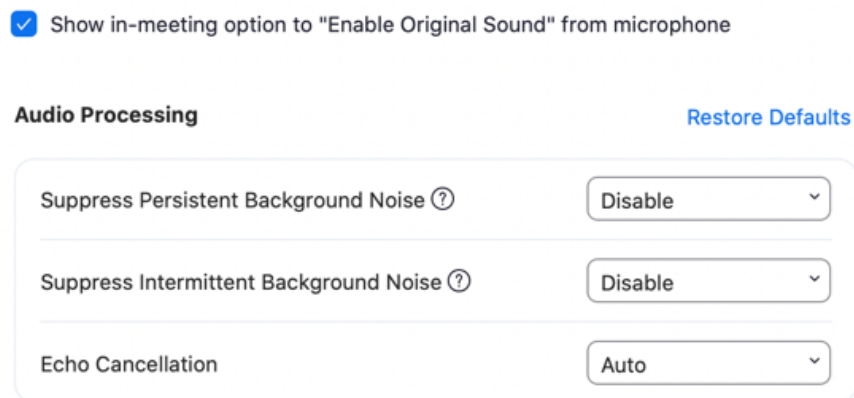 Show in-meeting option to "Enable Original Sound" from microphone
Audio Processing
Restore Defaults
Suppress Persistent Background Noise ?
Disable
Suppress Intermittent Background Noise ?
Disable
Echo Cancellation
Auto